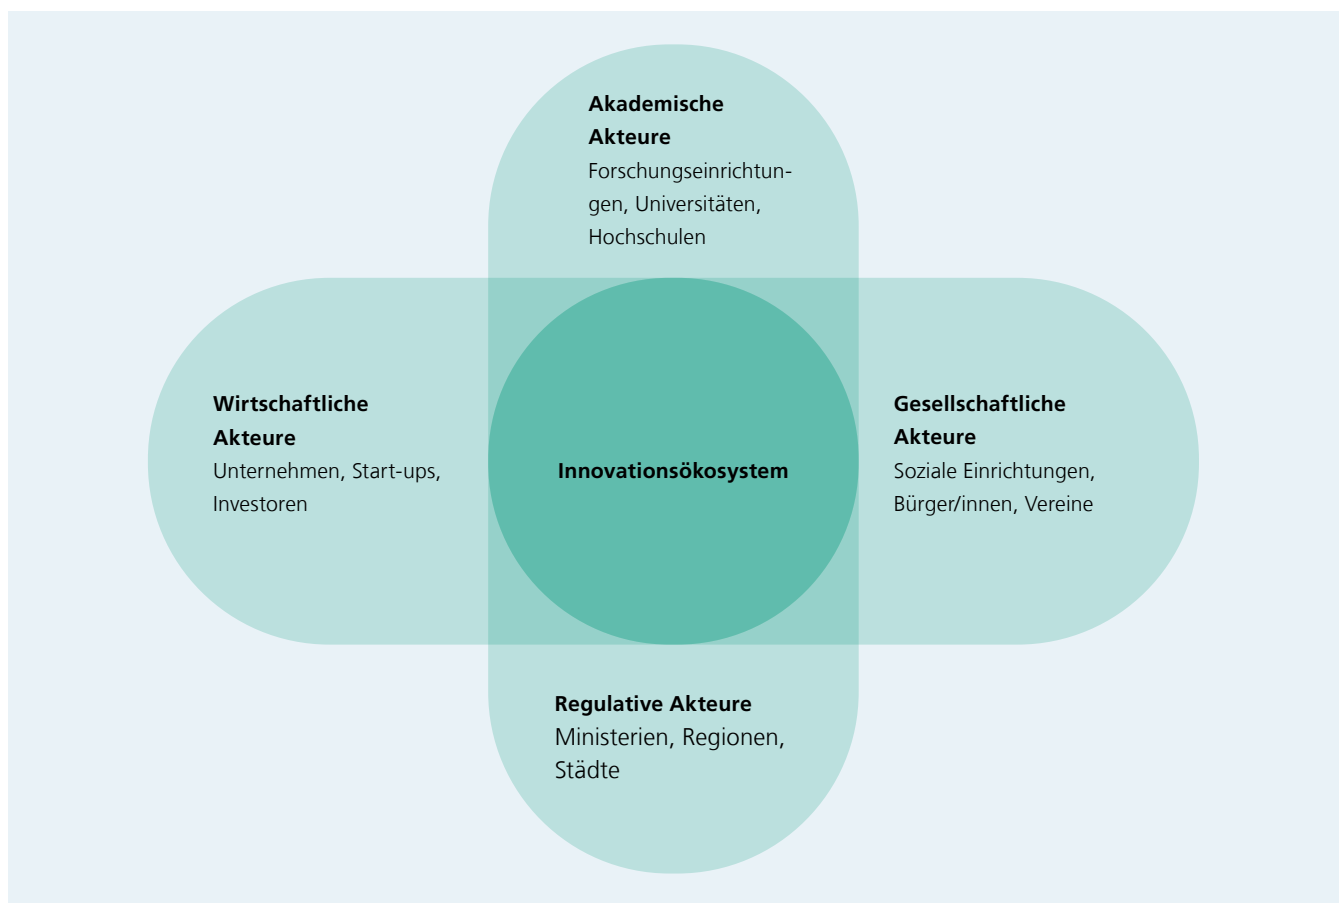 Akademische
Akteure
Forschungseinrichtun-
gen, Universitäten,
Hochschulen
Wirtschaftliche
Akteure
Unternehmen, Start-ups,
Investoren
Innovationsökosystem
Gesellschaftliche
Akteure
Soziale Einrichtungen,
Bürger/innen, Vereine
Regulative Akteure
Ministerien, Regionen,
Städte